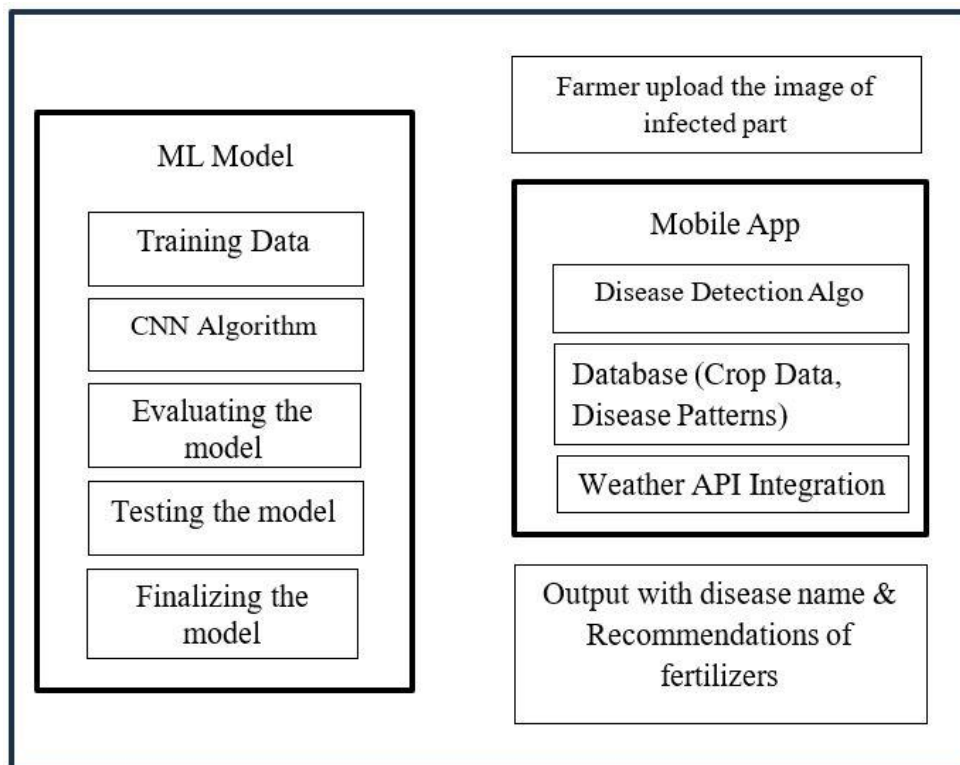 ML Model
Training Data
CNN Algorithm
Evaluating the
model
Testing the model
Finalizing the
model
Farmer upload the image of
infected part
Mobile App
Disease Detection Algo
Database (Crop Data,
Disease Patterns)
Weather API Integration
Output with disease name &
Recommendations of
fertilizers